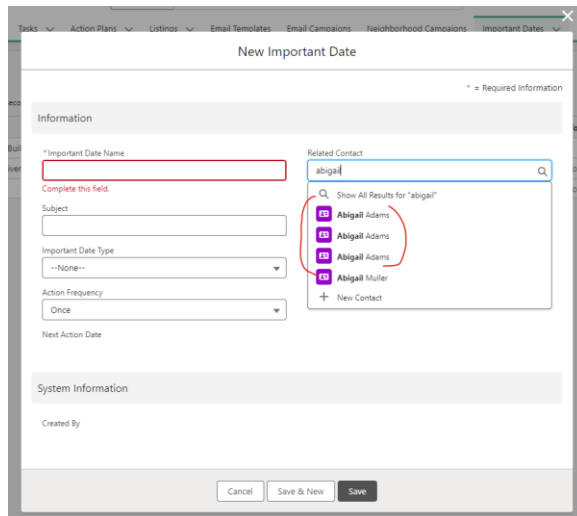 Tasks Action Plans Listings Email Templates Email Campaigns Neighborhood Campaigns Important Dates
New Important Date
* = Required Information
Information
*Important Date Name
Related Contact
abigail
Complete this field.
Show All Results for "abigail"
Subject
Abigail Adams
Abigail Adams
Abigail Adams
Abigail Muller
New Contact
Important Date Type
--None--
Action Frequency
Once
Next Action Date
System Information
Created By
Cancel Save & New Save